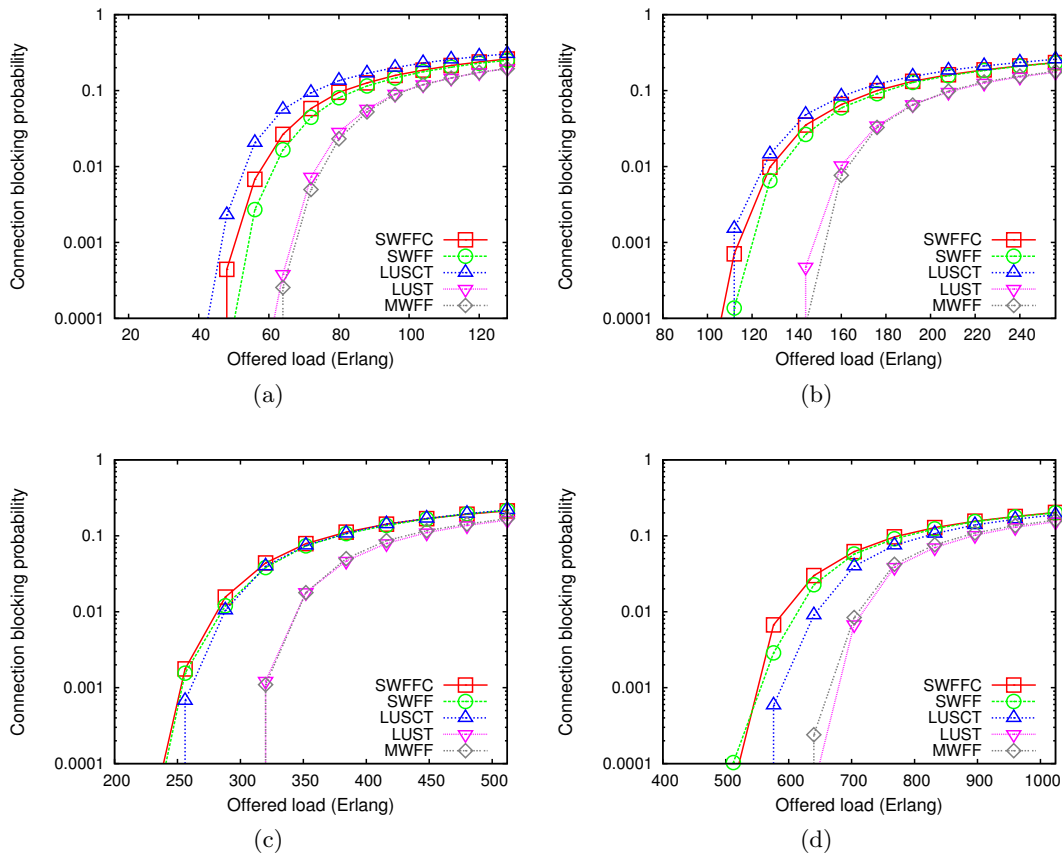 Connection blocking probability
1
0.1
0.01
0.001
0.0001
SWFFC
SWFF
LUSCT
LUST
MWFF
20 40 60 80 100 120
Offered load (Erlang)
(a)
Connection blocking probability
1
0.1
0.01
0.001
0.0001
SWFFC
SWFF
LUSCT
LUST
MWFF
80 100 120 140 160 180 200 220 240
Offered load (Erlang)
(b)
Connection blocking probability
1
0.1
0.01
0.001
0.0001
SWFFC
SWFF
LUSCT
LUST
MWFF
200 250 300 350 400 450 500
Offered load (Erlang)
(c)
Connection blocking probability
1
0.1
0.01
0.001
0.0001
SWFFC
SWFF
LUSCT
LUST
MWFF
400 500 600 700 800 900 1000
Offered load (Erlang)
(d)